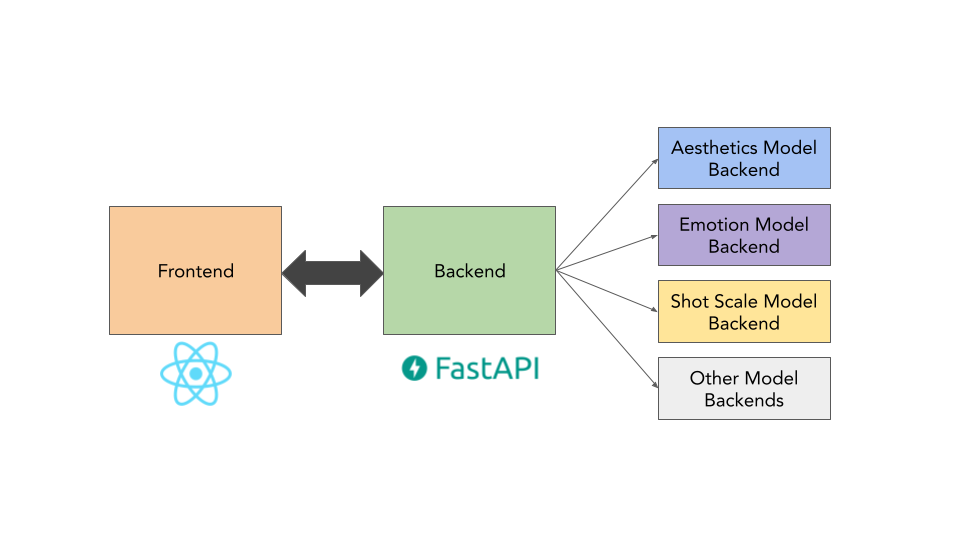 Frontend
Backend
FastAPI
Aesthetics Model
Backend
Emotion Model
Backend
Shot Scale Model
Backend
Other Model
Backends